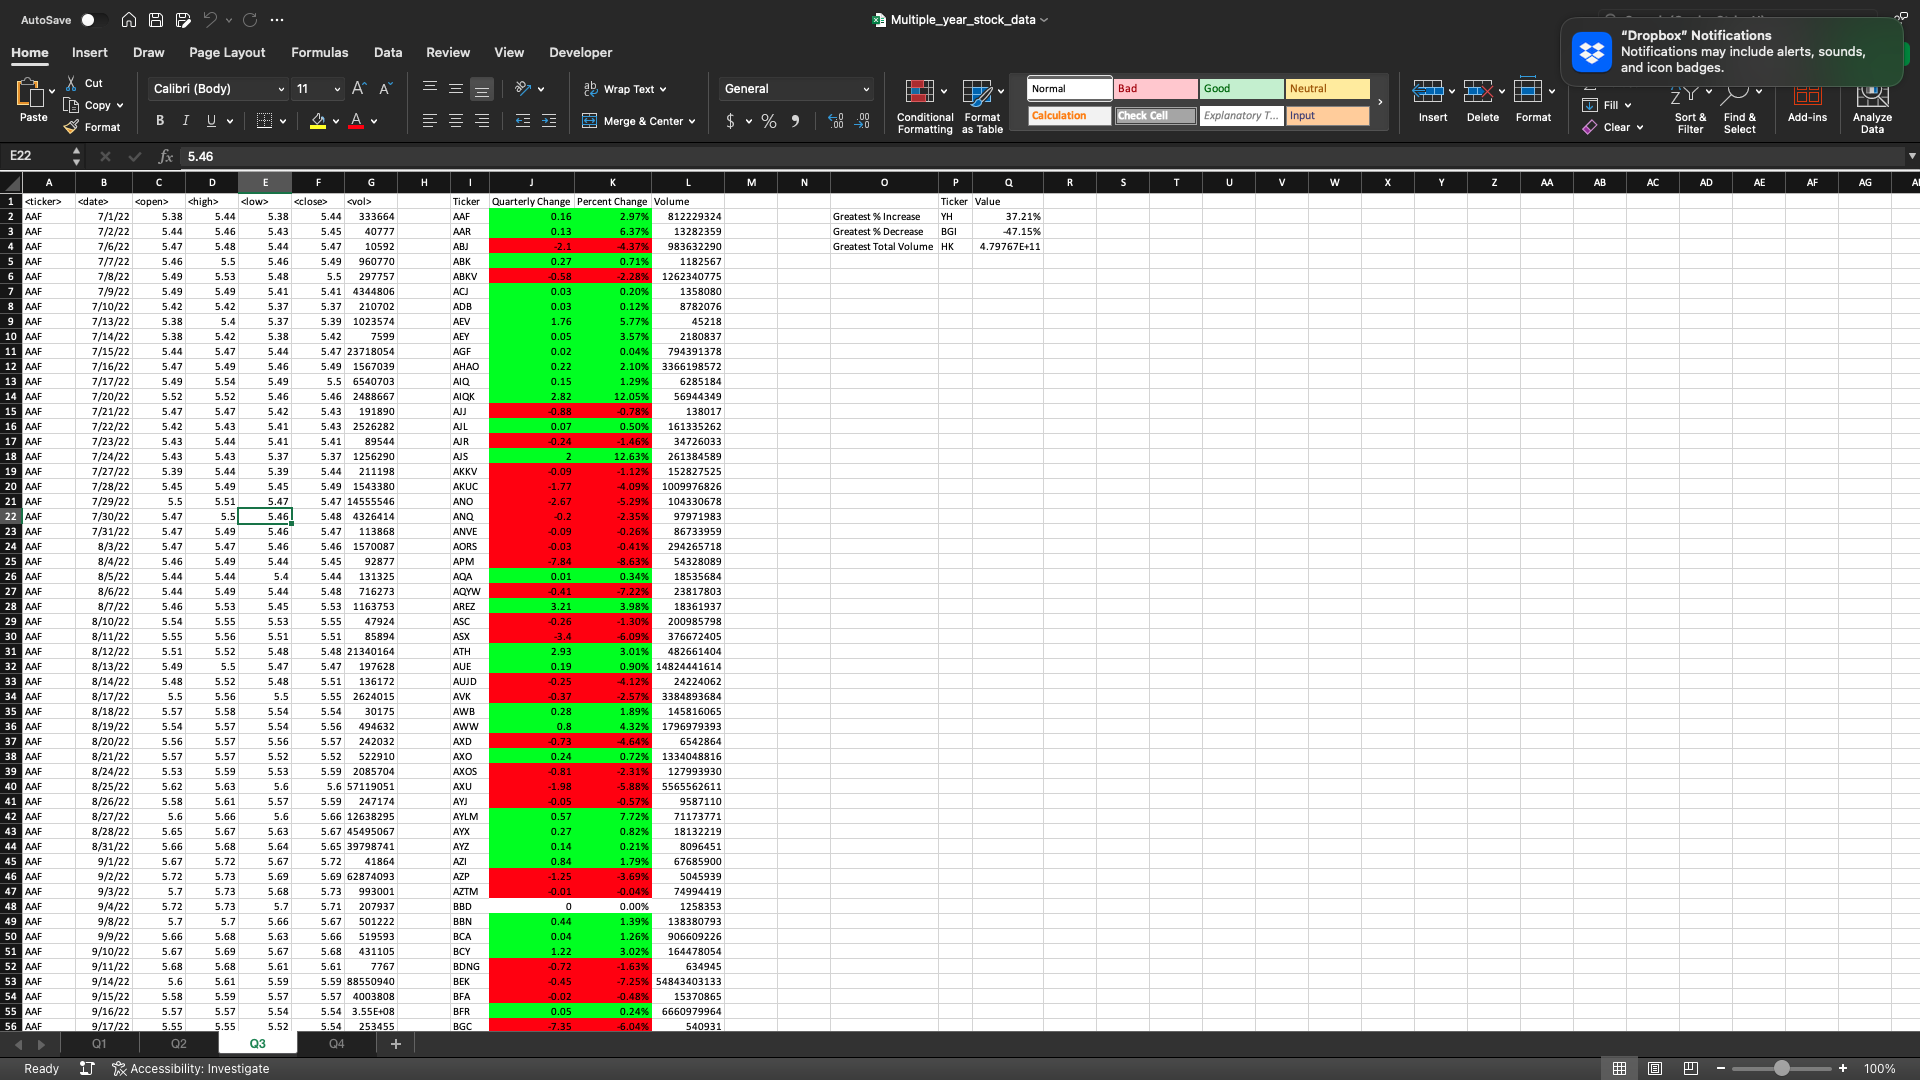 AutoSave
Multiple_year_stock_data
“Dropbox” Notifications
Notifications may include alerts, sounds,
and icon badges.
Home Insert Draw Page Layout Formulas Data Review View Developer
Paste Cut Copy Format
Calibri (Body) 11
B I U
Wrap Text
Merge & Center
General
$ % 9
Conditional Formatting
Format as Table
Normal Bad Good Neutral
Calculation Check Cell Explanatory T... Input
Insert Delete Format
Fill
Clear
Sort & Filter
Find & Select
Add-ins
Analyze Data
E22 fx 5.46
A B C D E F G H I J K L M N O P Q R S T U V W X Y Z AA AB AC AD AE AF AG
1 <ticker> <date> <open> <high> <low> <close> <vol> Ticker Quarterly Change Percent Change Volume Ticker Value
2 AAF 7/1/22 5.38 5.44 5.38 5.44 333664 AAF 0.16 2.97% 812229324 Greatest % Increase YH 37.21%
3 AAF 7/2/22 5.44 5.46 5.43 5.45 40777 AAR 0.13 6.37% 13282359 Greatest % Decrease BGI -47.15%
4 AAF 7/6/22 5.47 5.48 5.44 5.47 10592 ABJ -2.1 -4.37% 983632290 Greatest Total Volume HK 4.79767E+11
5 AAF 7/7/22 5.46 5.5 5.46 5.49 960770 ABK 0.27 0.71% 1182567
6 AAF 7/8/22 5.49 5.53 5.48 5.5 297757 ABKV -0.58 -2.28% 1262340775
7 AAF 7/9/22 5.49 5.49 5.41 5.41 4344806 ACJ 0.03 0.20% 1358080
8 AAF 7/10/22 5.42 5.42 5.37 5.37 210702 ADB 0.03 0.12% 8782076
9 AAF 7/13/22 5.38 5.4 5.37 5.39 1023574 AEV 1.76 5.77% 45218
10 AAF 7/14/22 5.38 5.42 5.38 5.42 7599 AEY 0.05 3.57% 2180837
11 AAF 7/15/22 5.44 5.47 5.44 5.47 23718054 AGF 0.02 0.04% 794391378
12 AAF 7/16/22 5.47 5.49 5.46 5.49 1567039 AHAO 0.22 2.10% 3366198572
13 AAF 7/17/22 5.49 5.54 5.49 5.5 6540703 AIQ 0.15 1.29% 6285184
14 AAF 7/20/22 5.52 5.52 5.46 5.46 2488667 AIQK 2.82 12.05% 56944349
15 AAF 7/21/22 5.47 5.47 5.42 5.43 191890 AJJ -0.88 -0.78% 138017
16 AAF 7/22/22 5.42 5.43 5.41 5.43 2526282 AJL 0.07 0.50% 161335262
17 AAF 7/23/22 5.43 5.44 5.41 5.41 89544 AJR -0.24 -1.46% 34726033
18 AAF 7/24/22 5.43 5.43 5.37 5.37 1256290 AJS 2 12.63% 261384589
19 AAF 7/27/22 5.39 5.44 5.39 5.44 211198 AKKV -0.09 -1.12% 152827525
20 AAF 7/28/22 5.45 5.49 5.45 5.49 1543380 AKUC -1.77 -4.09% 1009976826
21 AAF 7/29/22 5.5 5.51 5.47 5.47 14555546 ANO -2.67 -5.29% 104330678
22 AAF 7/30/22 5.47 5.5 5.46 5.48 4326414 ANQ -0.2 -2.35% 97971983
23 AAF 7/31/22 5.47 5.49 5.46 5.47 113868 ANVE -0.09 -0.26% 86733959
24 AAF 8/3/22 5.47 5.47 5.46 5.46 1570087 AORS -0.03 -0.41% 294265718
25 AAF 8/4/22 5.46 5.49 5.44 5.45 92877 APM -7.84 -8.63% 54328089
26 AAF 8/5/22 5.44 5.44 5.4 5.44 131325 AQA 0.01 0.34% 18535684
27 AAF 8/6/22 5.44 5.49 5.44 5.48 716273 AQYW -0.41 -7.22% 23817803
28 AAF 8/7/22 5.46 5.53 5.45 5.53 1163753 AREZ 3.21 3.98% 18361937
29 AAF 8/10/22 5.54 5.55 5.53 5.55 47924 ASC -0.26 -1.30% 200985798
30 AAF 8/11/22 5.55 5.56 5.51 5.51 85894 ASX -3.4 -6.09% 376672405
31 AAF 8/12/22 5.51 5.52 5.48 5.48 21340164 ATH 2.93 3.01% 482661404
32 AAF 8/13/22 5.49 5.5 5.47 5.47 197628 AUE 0.19 0.90% 14824441614
33 AAF 8/14/22 5.48 5.52 5.48 5.51 136172 AUJD -0.25 -4.12% 24224062
34 AAF 8/17/22 5.5 5.56 5.5 5.55 2624015 AVK -0.37 -2.57% 3384893684
35 AAF 8/18/22 5.57 5.58 5.54 5.54 30175 AWB 0.28 1.89% 145816065
36 AAF 8/19/22 5.54 5.57 5.54 5.56 494632 AWW 0.8 4.32% 1796979393
37 AAF 8/20/22 5.56 5.57 5.56 5.57 242032 AXD -0.73 -4.64% 6542864
38 AAF 8/21/22 5.57 5.57 5.52 5.52 522910 AXO 0.24 0.72% 1334048816
39 AAF 8/24/22 5.53 5.59 5.53 5.59 2085704 AXOS -0.81 -2.31% 127993930
40 AAF 8/25/22 5.62 5.63 5.6 5.6 57119051 AXU -1.98 -5.88% 5565562611
41 AAF 8/26/22 5.58 5.61 5.57 5.59 247174 AYJ -0.05 -0.57% 9587110
42 AAF 8/27/22 5.6 5.66 5.6 5.66 12638295 AYLM 0.57 7.72% 71173771
43 AAF 8/28/22 5.65 5.67 5.63 5.67 45495067 AYX 0.27 0.82% 18132219
44 AAF 8/31/22 5.66 5.68 5.64 5.65 39798741 AYZ 0.14 0.21% 8096451
45 AAF 9/1/22 5.67 5.72 5.67 5.72 41864 AZI 0.84 1.79% 67685900
46 AAF 9/2/22 5.72 5.73 5.69 5.69 62874093 AZP -1.25 -3.69% 5045939
47 AAF 9/3/22 5.7 5.73 5.68 5.73 993001 AZTM -0.01 -0.04% 74994419
48 AAF 9/4/22 5.72 5.73 5.7 5.71 207937 BBD 0 0.00% 1258353
49 AAF 9/8/22 5.7 5.7 5.66 5.67 501222 BBN 0.44 1.39% 138380793
50 AAF 9/9/22 5.66 5.68 5.63 5.66 519593 BCA 0.04 1.26% 906609226
51 AAF 9/10/22 5.67 5.69 5.67 5.68 431105 BCY 1.22 3.02% 164478054
52 AAF 9/11/22 5.68 5.68 5.61 5.61 7767 BDNG -0.72 -1.63% 634945
53 AAF 9/14/22 5.6 5.61 5.59 5.59 88550940 BEK -0.45 -7.25% 54843403133
54 AAF 9/15/22 5.58 5.59 5.57 5.57 4003808 BFA -0.02 -0.48% 15370865
55 AAF 9/16/22 5.57 5.57 5.54 5.54 3.55E+08 BFR 0.05 0.24% 6660979964
56 AAF 9/17/22 5.55 5.55 5.52 5.54 253455 BGC -7.35 -6.04% 540931
Q1 Q2 Q3 Q4 +
Ready Accessibility: Investigate 100%